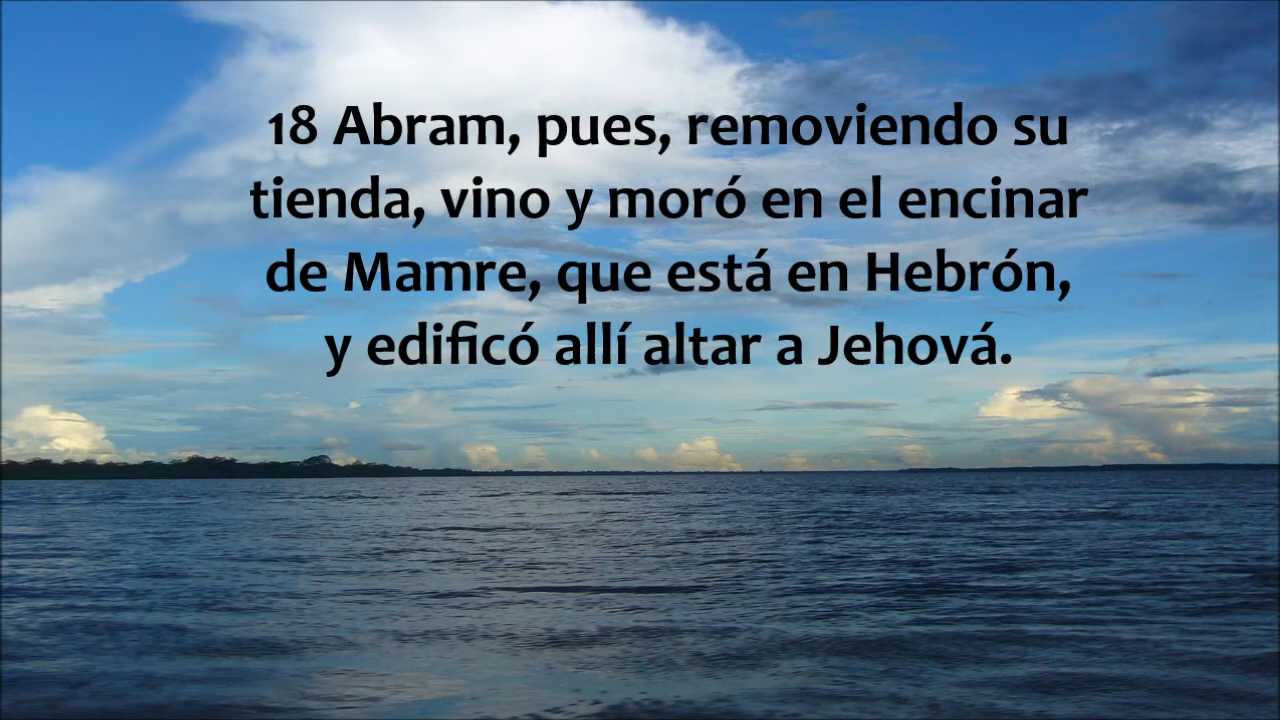 18 Abram, pues, removiendo su
tienda, vino y moró en el encinar
de Mamre, que está en Hebrón,
y edificó allí altar a Jehová.